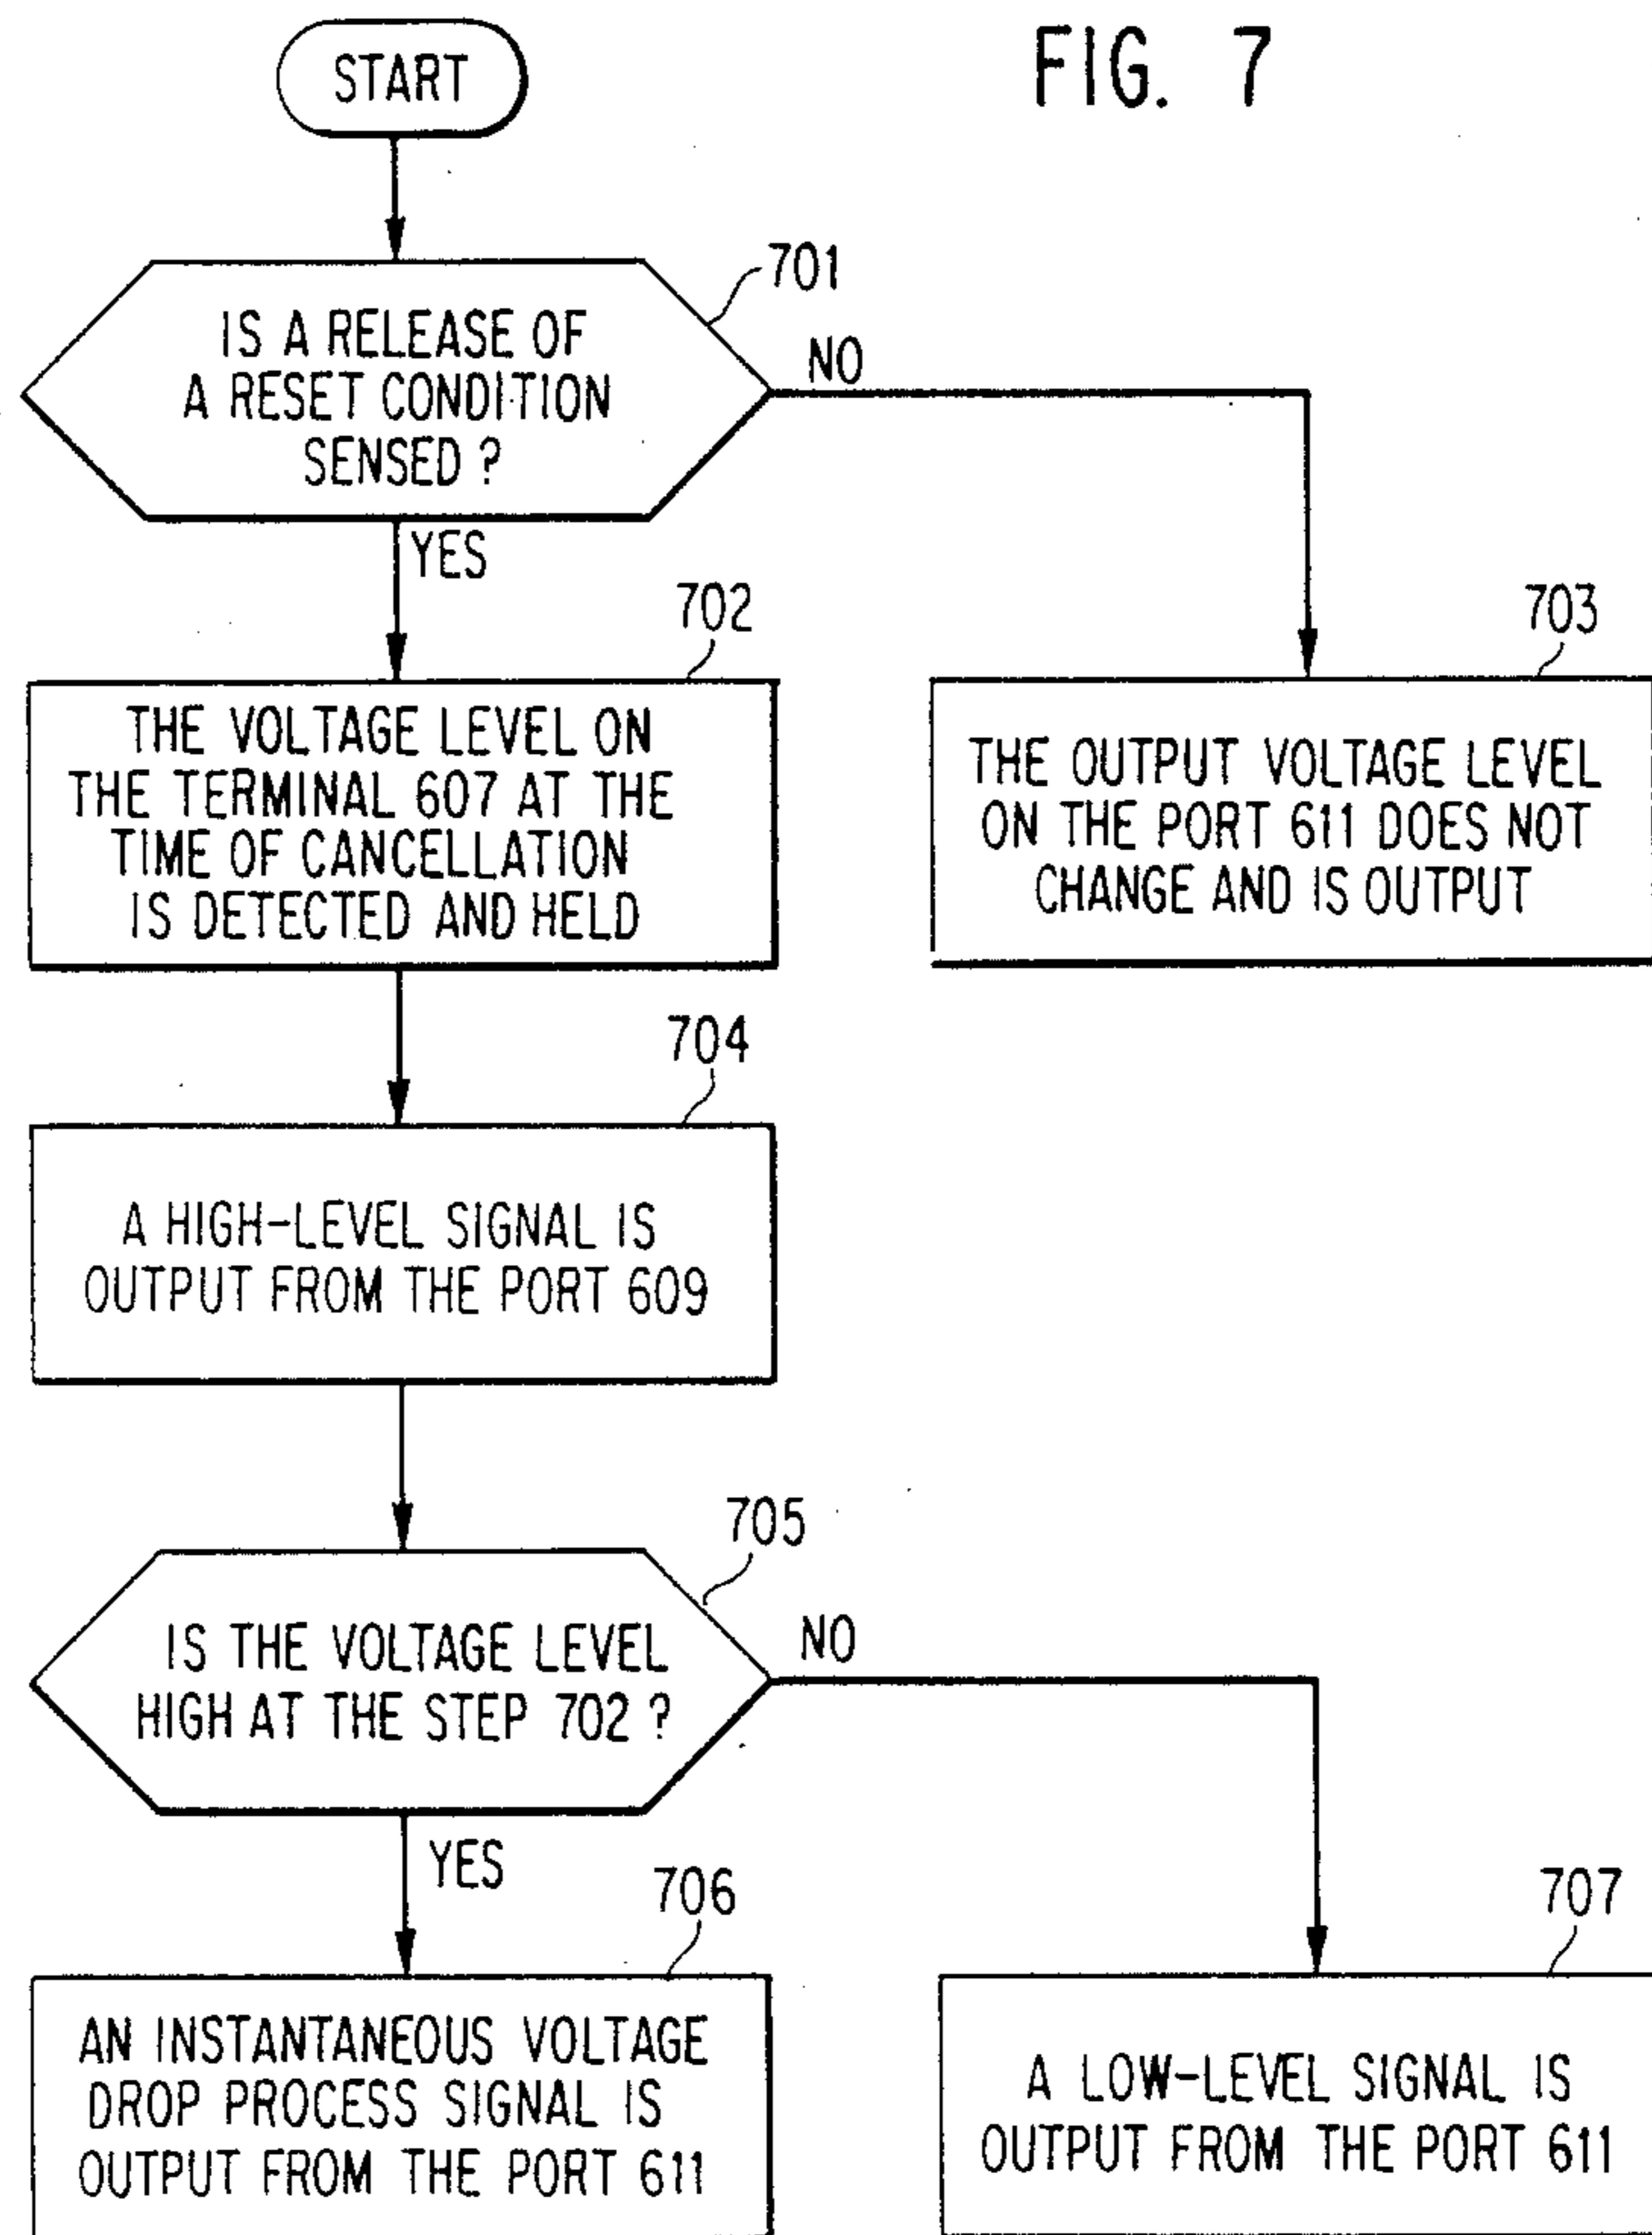 FIG. 7
START
701
IS A RELEASE OF
A RESET CONDITION
SENSED ?
NO
YES
702
THE VOLTAGE LEVEL ON
THE TERMINAL 607 AT THE
TIME OF CANCELLATION
IS DETECTED AND HELD
703
THE OUTPUT VOLTAGE LEVEL
ON THE PORT 611 DOES NOT
CHANGE AND IS OUTPUT
704
A HIGH-LEVEL SIGNAL IS
OUTPUT FROM THE PORT 609
705
IS THE VOLTAGE LEVEL
HIGH AT THE STEP 702 ?
NO
YES
706
AN INSTANTANEOUS VOLTAGE
DROP PROCESS SIGNAL IS
OUTPUT FROM THE PORT 611
707
A LOW-LEVEL SIGNAL IS
OUTPUT FROM THE PORT 611